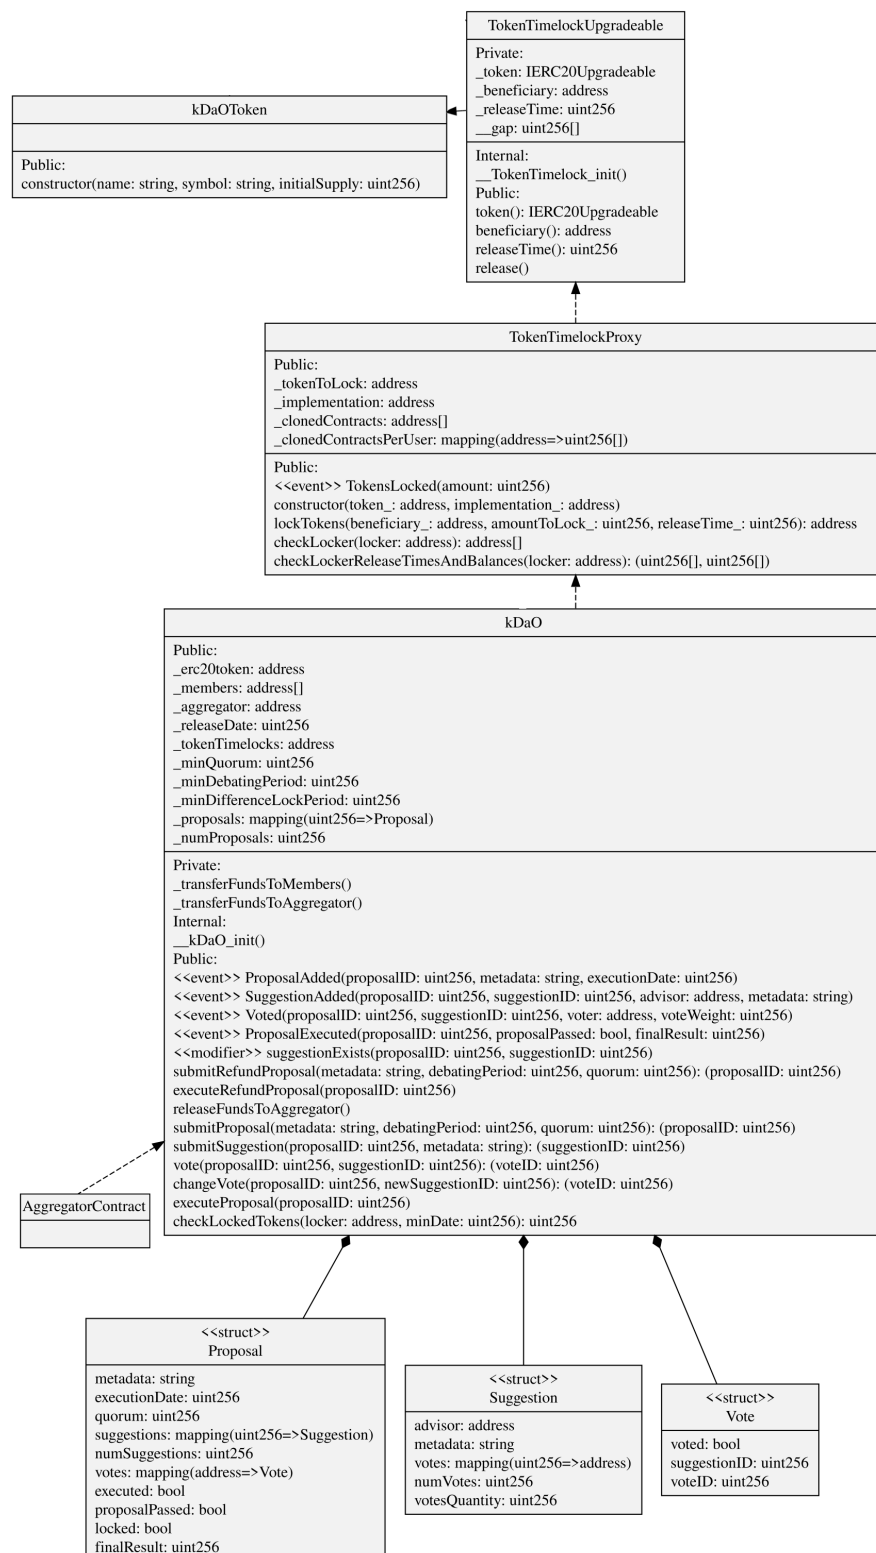 TokenTimelockUpgradeable
Private:
_token: IERC20Upgradeable
_beneficiary: address
_releaseTime: uint256
__gap: uint256[]
Internal:
__TokenTimelock_init()
Public:
token(): IERC20Upgradeable
beneficiary(): address
releaseTime(): uint256
release()
kDaOToken
Public:
constructor(name: string, symbol: string, initialSupply: uint256)
TokenTimelockProxy
Public:
_tokenToLock: address
_implementation: address
_clonedContracts: address[]
_clonedContractsPerUser: mapping(address=>uint256[])
Public:
<<event>> TokensLocked(amount: uint256)
constructor(token_: address, implementation_: address)
lockTokens(beneficiary_: address, amountToLock_: uint256, releaseTime_: uint256): address
checkLocker(locker: address): address[]
checkLockerReleaseTimesAndBalances(locker: address): (uint256[], uint256[])
kDaO
Public:
_erc20token: address
_members: address[]
_aggregator: address
_releaseDate: uint256
_tokenTimelocks: address
_minQuorum: uint256
_minDebatingPeriod: uint256
_minDifferenceLockPeriod: uint256
_proposals: mapping(uint256=>Proposal)
_numProposals: uint256
Private:
_transferFundsToMembers()
_transferFundsToAggregator()
Internal:
__kDaO_init()
Public:
<<event>> ProposalAdded(proposalID: uint256, metadata: string, executionDate: uint256)
<<event>> SuggestionAdded(proposalID: uint256, suggestionID: uint256, advisor: address, metadata: string)
<<event>> Voted(proposalID: uint256, suggestionID: uint256, voter: address, voteWeight: uint256)
<<event>> ProposalExecuted(proposalID: uint256, proposalPassed: bool, finalResult: uint256)
<<modifier>> suggestionExists(proposalID: uint256, suggestionID: uint256)
submitRefundProposal(metadata: string, debatingPeriod: uint256, quorum: uint256): (proposalID: uint256)
executeRefundProposal(proposalID: uint256)
releaseFundsToAggregator()
submitProposal(metadata: string, debatingPeriod: uint256, quorum: uint256): (proposalID: uint256)
submitSuggestion(proposalID: uint256, metadata: string): (suggestionID: uint256)
vote(proposalID: uint256, suggestionID: uint256): (voteID: uint256)
changeVote(proposalID: uint256, newSuggestionID: uint256): (voteID: uint256)
executeProposal(proposalID: uint256)
checkLockedTokens(locker: address, minDate: uint256): uint256
AggregatorContract
<<struct>>
Proposal
metadata: string
executionDate: uint256
quorum: uint256
suggestions: mapping(uint256=>Suggestion)
numSuggestions: uint256
votes: mapping(address=>Vote)
executed: bool
proposalPassed: bool
locked: bool
finalResult: uint256
<<struct>>
Suggestion
advisor: address
metadata: string
votes: mapping(uint256=>address)
numVotes: uint256
votesQuantity: uint256
<<struct>>
Vote
voted: bool
suggestionID: uint256
voteID: uint256